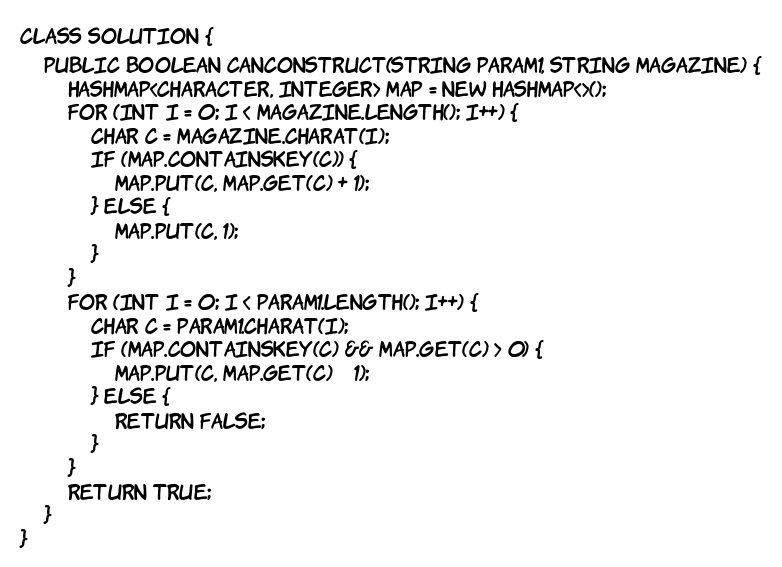 CLASS SOLUTION {
PUBLIC BOOLEAN CANCONSTRUCT(STRING PARAM1, STRING MAGAZINE) {
HASHMAP<CHARACTER, INTEGER> MAP = NEW HASHMAP<>();
FOR (INT I = 0; I < MAGAZINE.LENGTH(); I++) {
CHAR C = MAGAZINE.CHARAT(I);
IF (MAP.CONTAINSKEY(C)) {
MAP.PUT(C, MAP.GET(C) + 1);
} ELSE {
MAP.PUT(C, 1);
}
}
FOR (INT I = 0; I < PARAM1.LENGTH(); I++) {
CHAR C = PARAM1.CHARAT(I);
IF (MAP.CONTAINSKEY(C) && MAP.GET(C) > 0) {
MAP.PUT(C, MAP.GET(C)  1);
} ELSE {
RETURN FALSE;
}
}
RETURN TRUE;
}
}